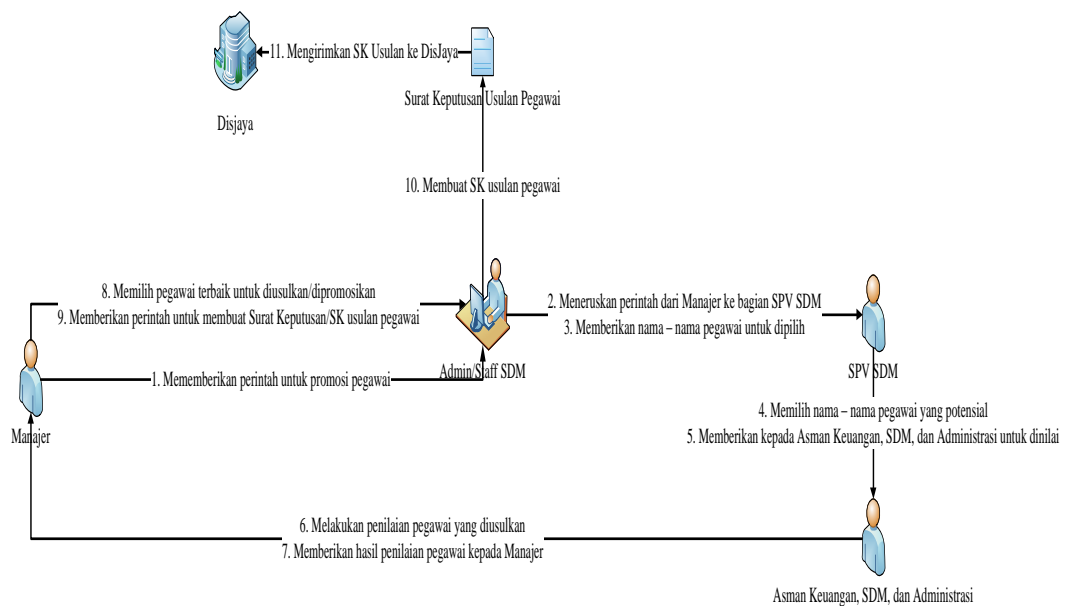 11. Mengirimkan SK Usulan ke DisJaya
Surat Keputusan Usulan Pegawai
Disjaya
10. Membuat SK usulan pegawai
8. Memilih pegawai terbaik untuk diusulkan/dipromosikan
9. Memberikan perintah untuk membuat Surat Keputusan/SK usulan pegawai
2. Meneruskan perintah dari Manajer ke bagian SPV SDM
3. Memberikan nama – nama pegawai untuk dipilih
Admin/Staff SDM
SPV SDM
1. Mememberikan perintah untuk promosi pegawai
Manajer
4. Memilih nama – nama pegawai yang potensial
5. Memberikan kepada Asman Keuangan, SDM, dan Administrasi untuk dinilai
6. Melakukan penilaian pegawai yang diusulkan
7. Memberikan hasil penilaian pegawai kepada Manajer
Asman Keuangan, SDM, dan Administrasi